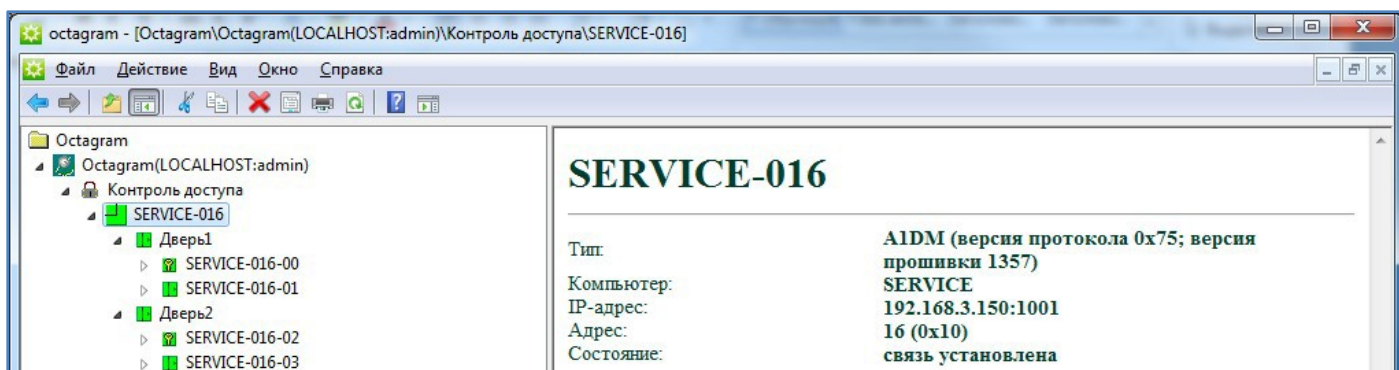 octagram - [Octagram\Octagram(LOCALHOST:admin)\Контроль доступа\SERVICE-016]
Файл Действие Вид Окно Справка
Octagram
Octagram(LOCALHOST:admin)
Контроль доступа
SERVICE-016
Дверь1
SERVICE-016-00
SERVICE-016-01
Дверь2
SERVICE-016-02
SERVICE-016-03
SERVICE-016
Тип: A1DM (версия протокола 0x75; версия
прошивки 1357)
Компьютер: SERVICE
IP-адрес: 192.168.3.150:1001
Адрес: 16 (0x10)
Состояние: связь установлена